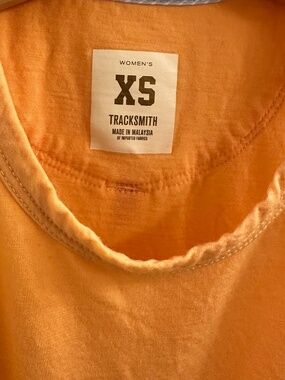 WOMEN'S
XS
TRACKSMITH
MADE IN MALAYSIA
OF IMPORTED FABRICS